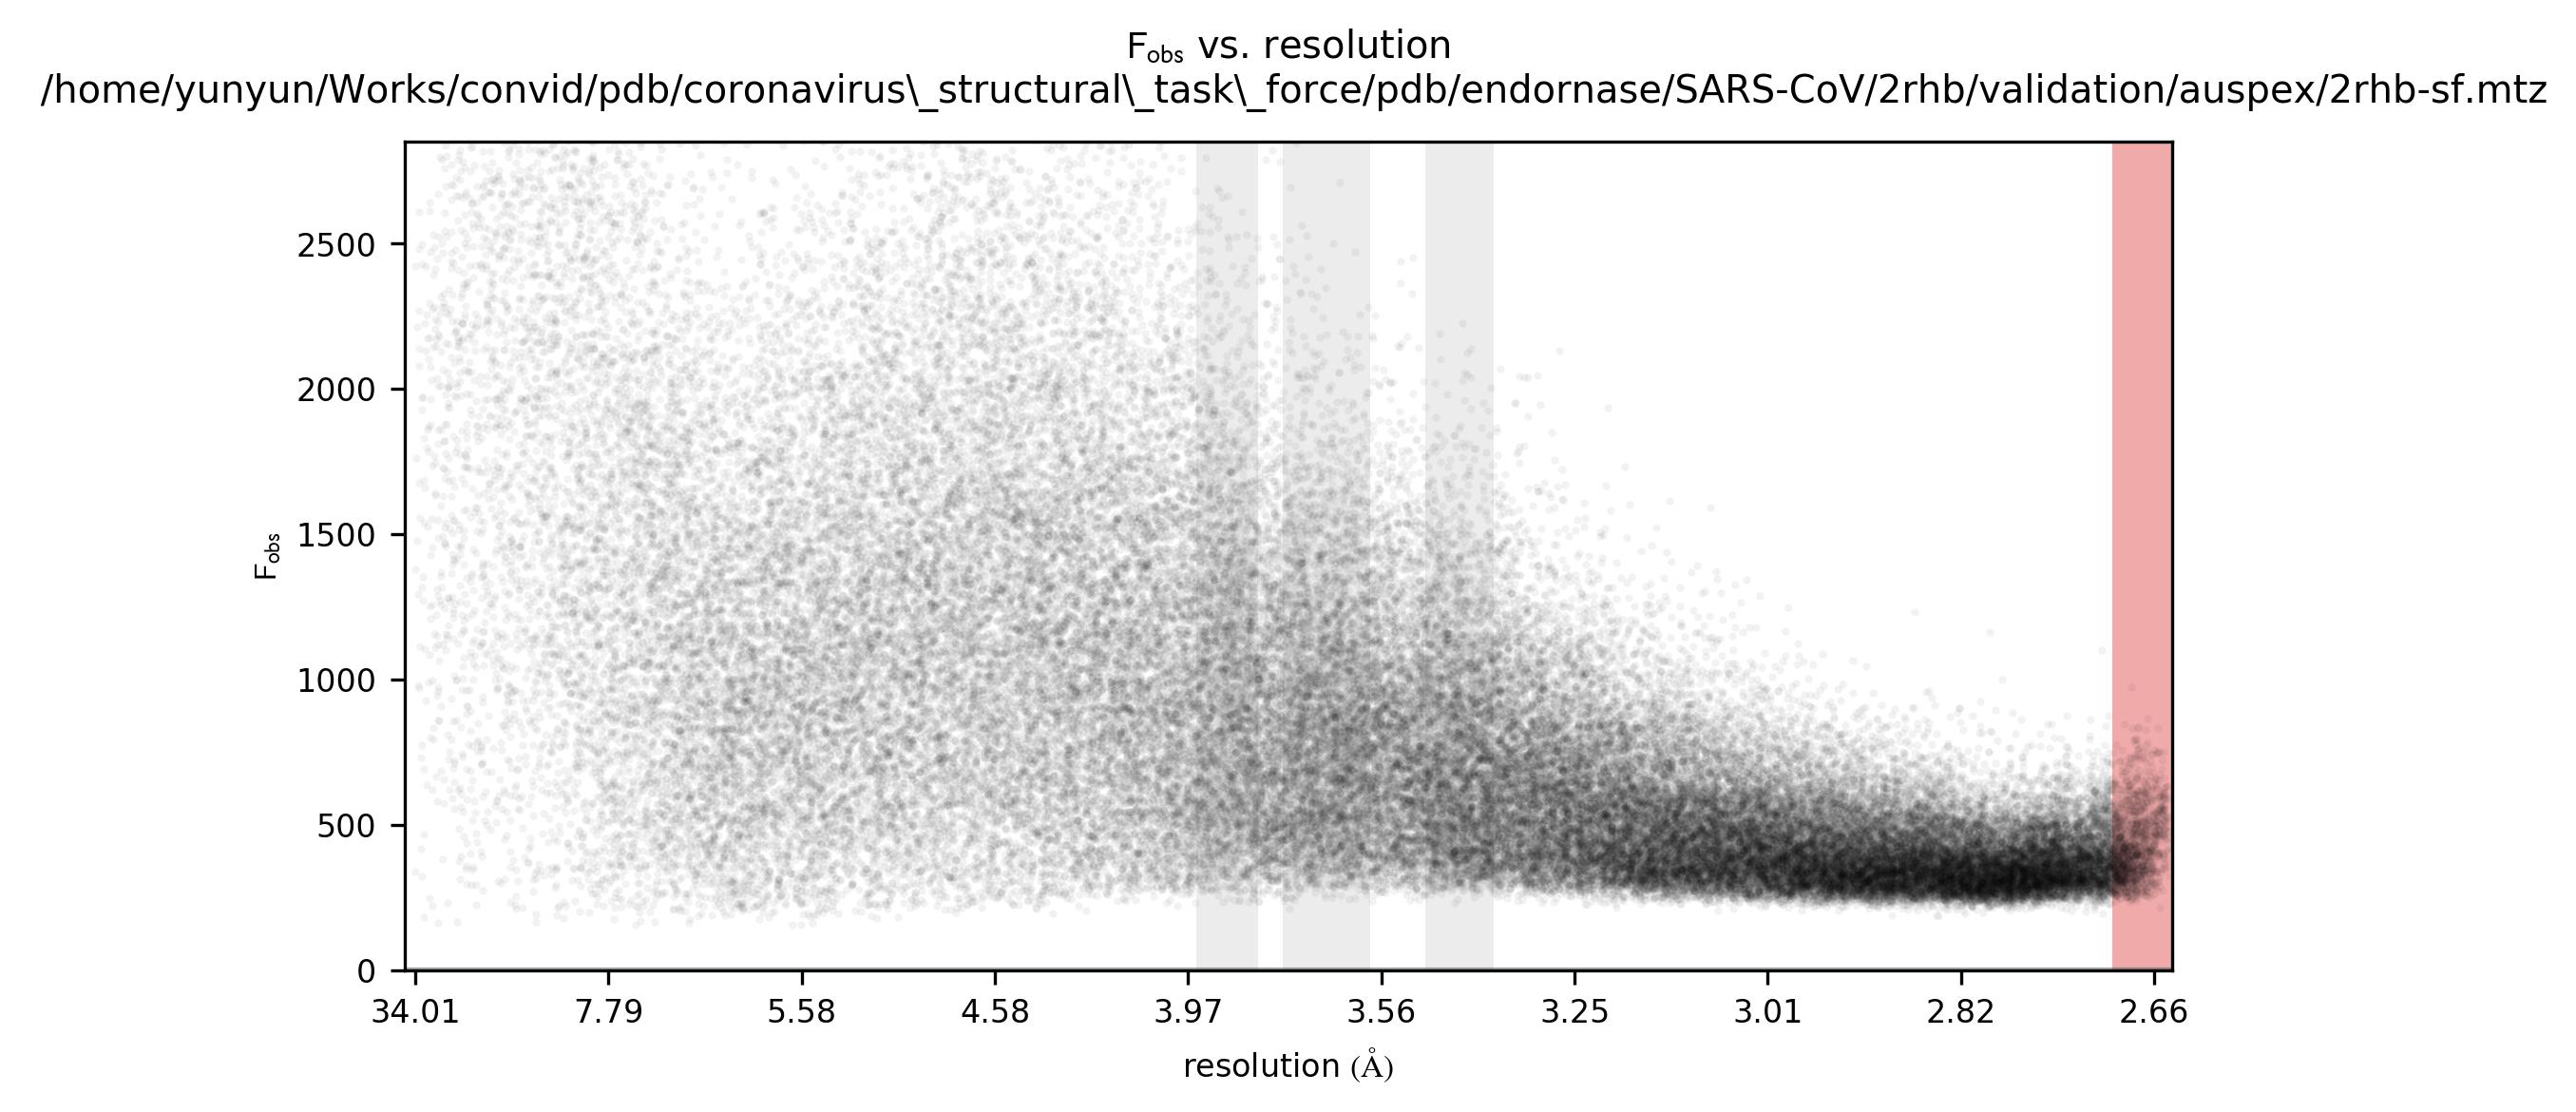 Fobs vs. resolution
/home/yunyun/Works/convid/pdb/coronavirus\_structural\_task\_force/pdb/endornase/SARS-CoV/2rhb/validation/auspex/2rhb-sf.mtz
2500
2000
1500
1000
500
0
Fobs
34.01 7.79 5.58 4.58 3.97 3.56 3.25 3.01 2.82 2.66
resolution (Å)